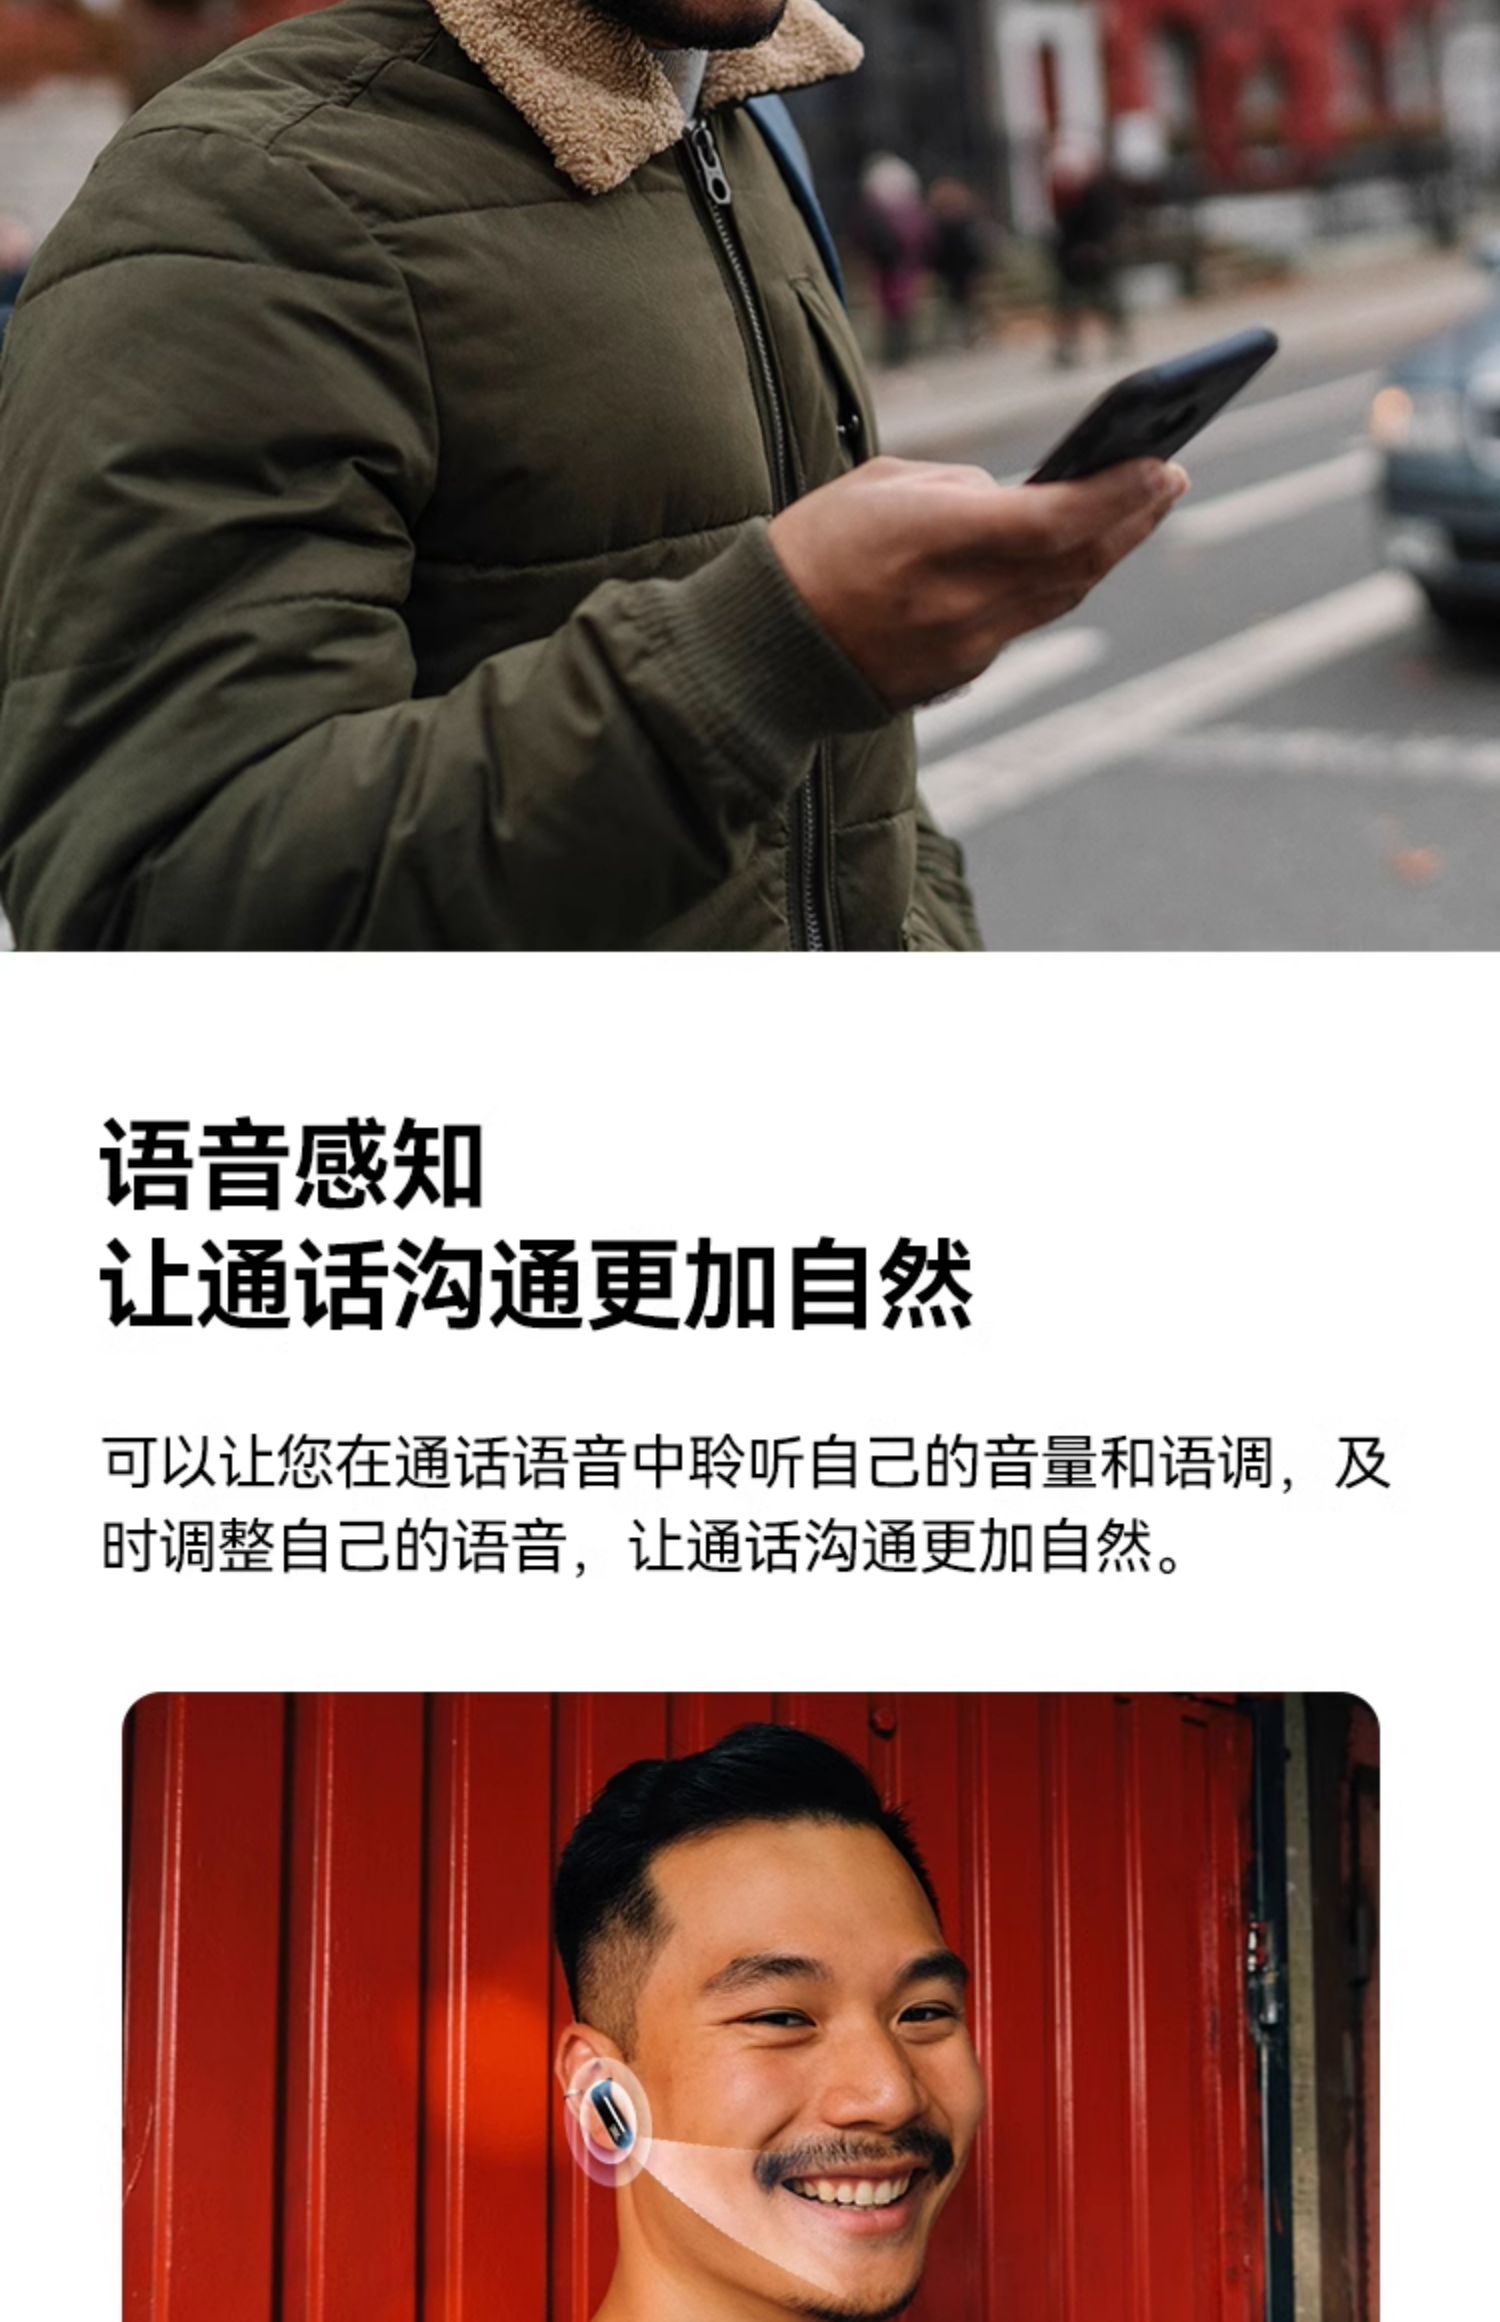 语音感知
让通话沟通更加自然
可以让您在通话语音中聆听自己的音量和语调，及
时调整自己的语音，让通话沟通更加自然。